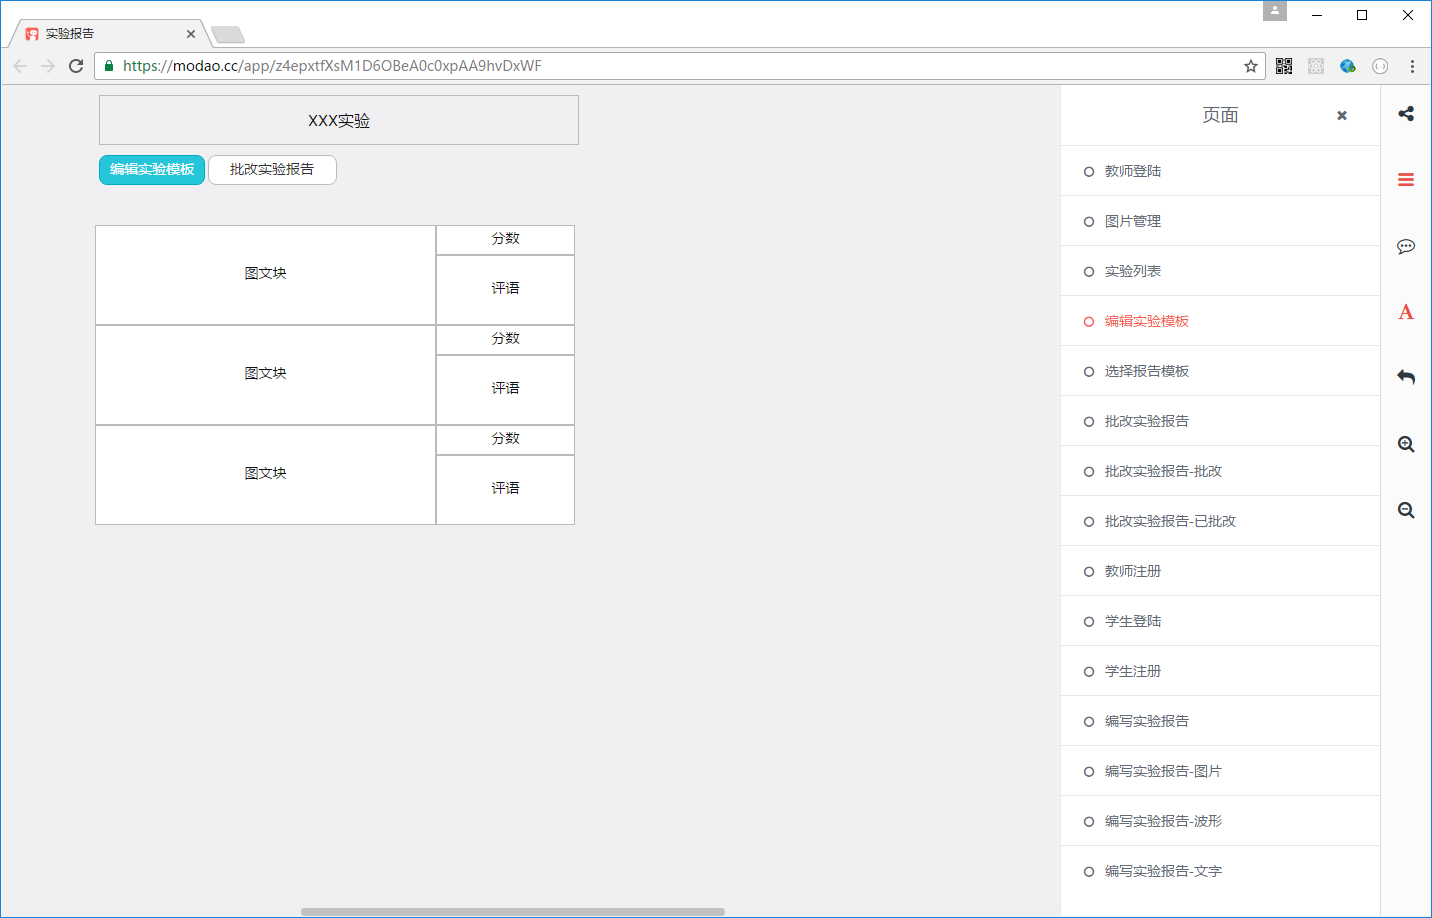 实验报告
https://modao.cc/app/z4epxtfXsM1D6OBeA0c0xpAA9hvDxWF
XXX实验
编辑实验模板
批改实验报告
图文块
分数
评语
图文块
分数
评语
图文块
分数
评语
页面
教师登陆
图片管理
实验列表
编辑实验模板
选择报告模板
批改实验报告
批改实验报告-批改
批改实验报告-已批改
教师注册
学生登陆
学生注册
编写实验报告
编写实验报告-图片
编写实验报告-波形
编写实验报告-文字
A